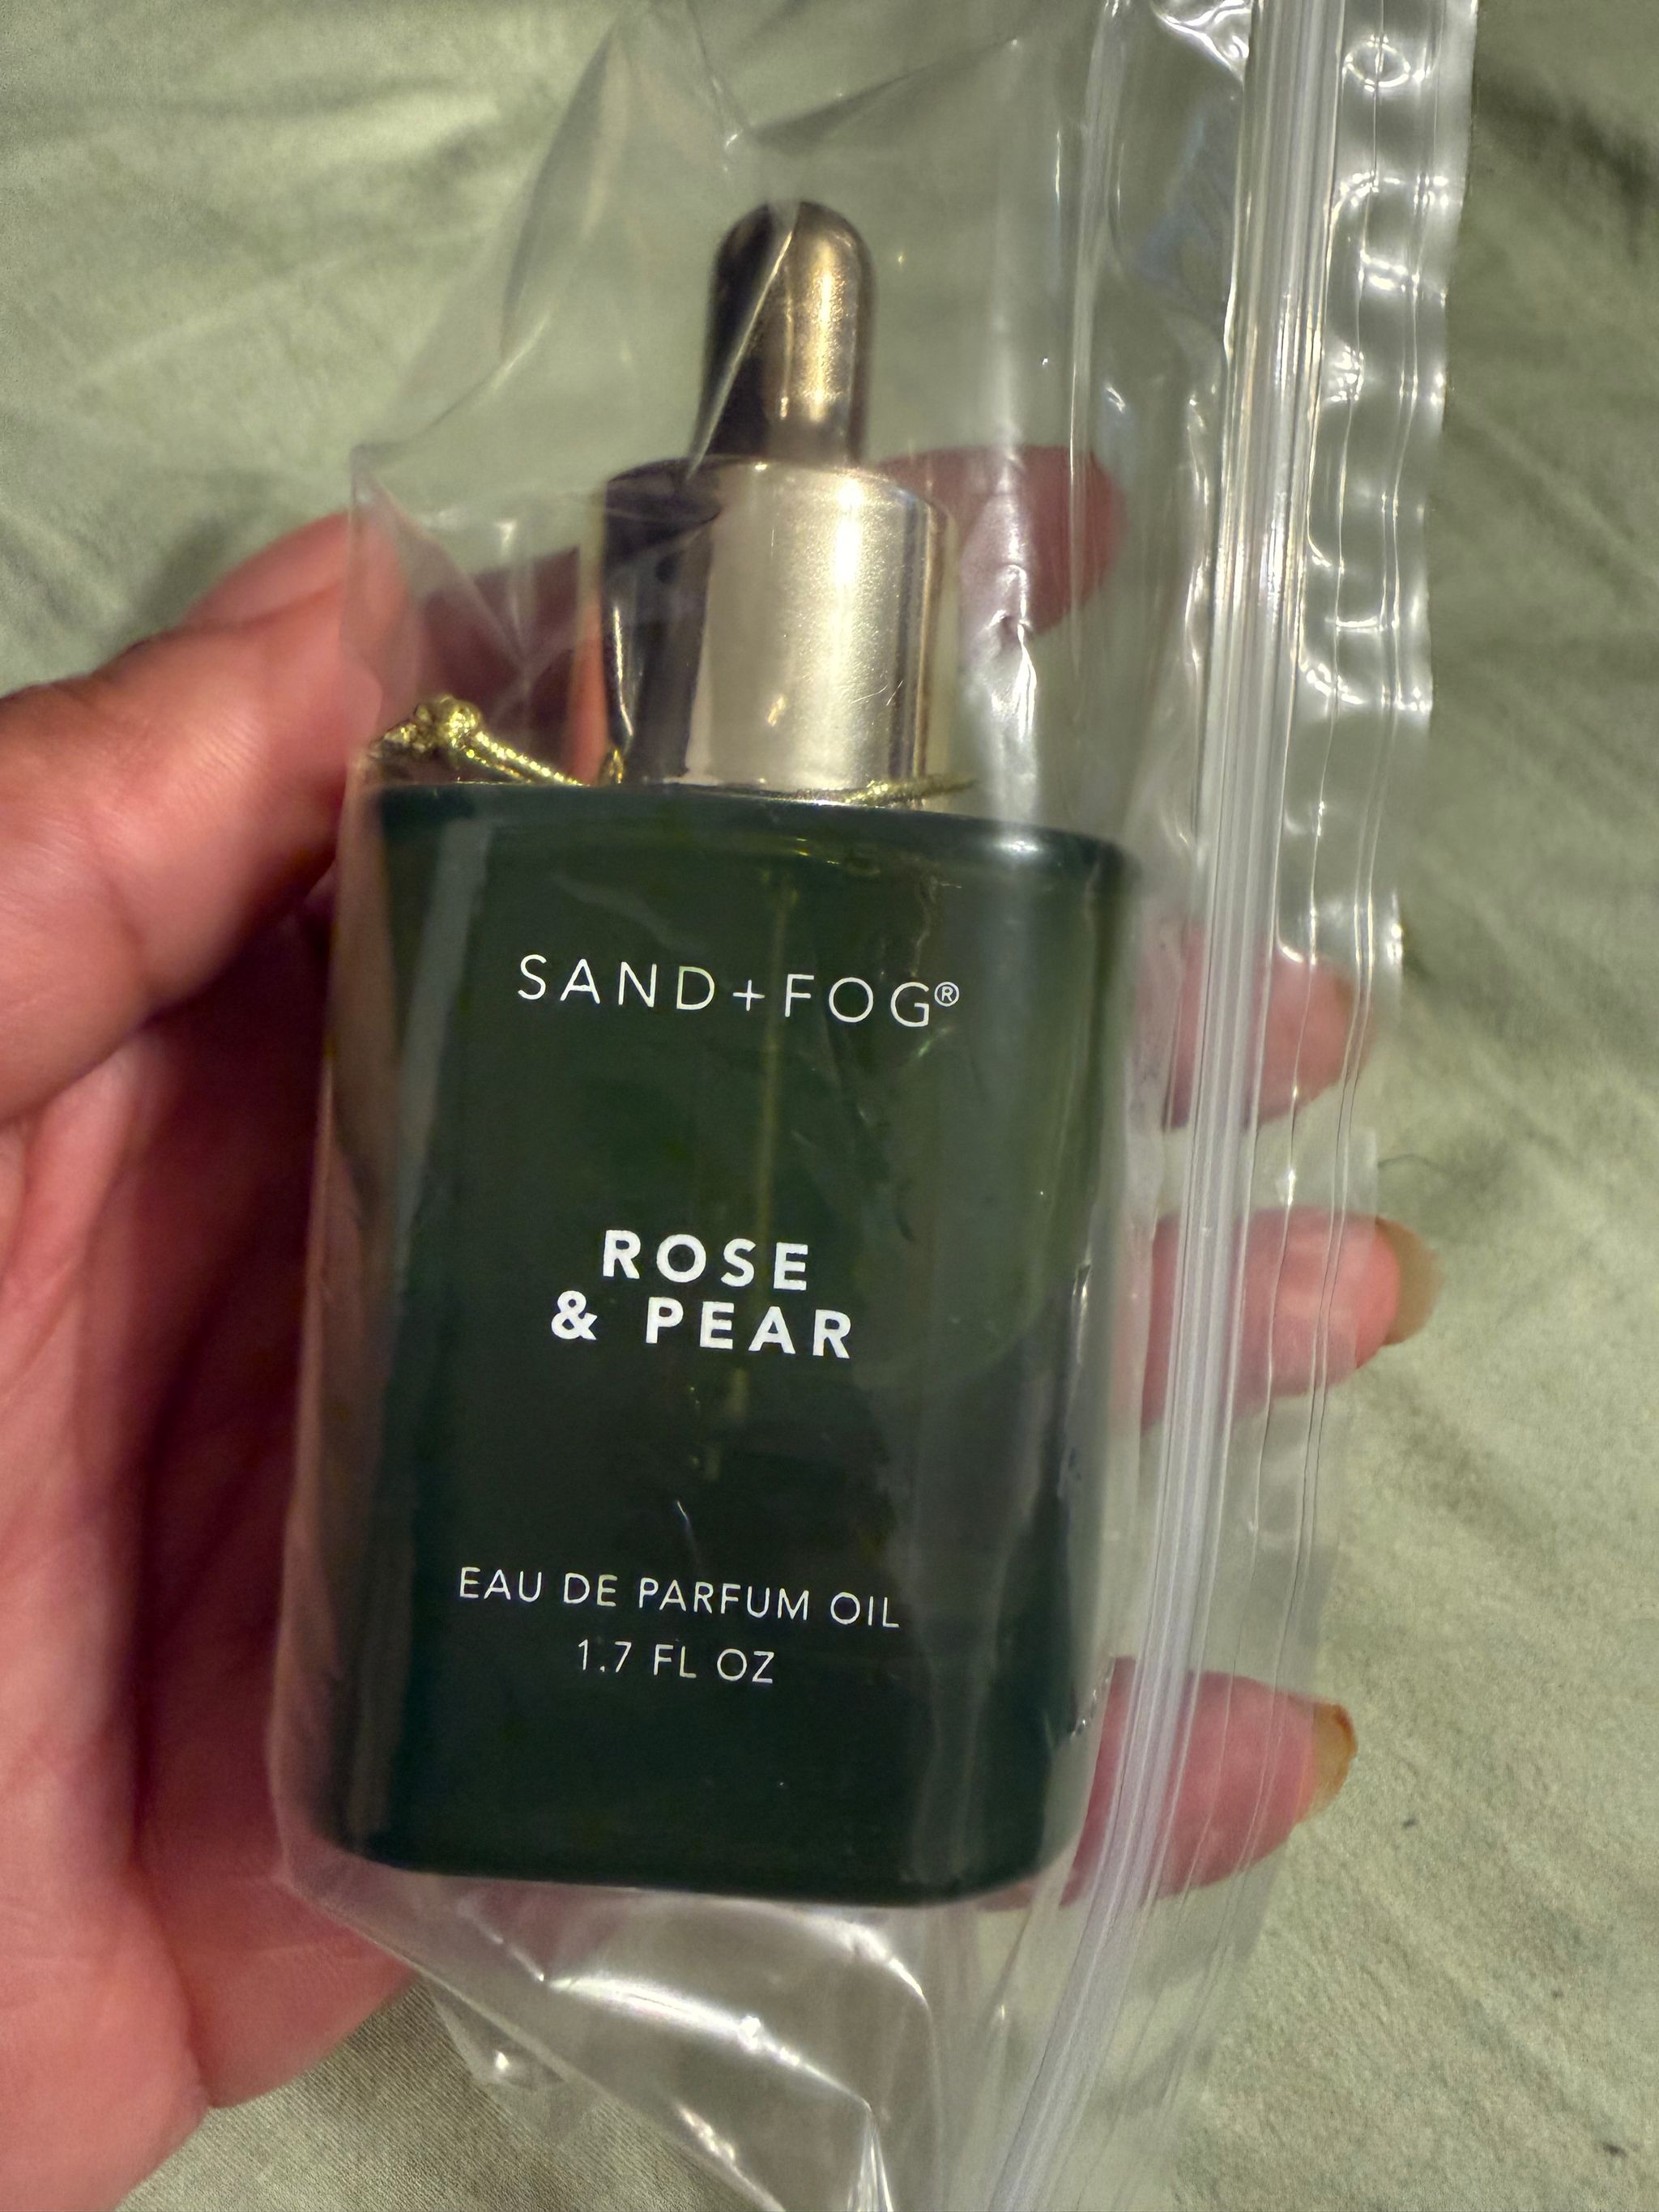 SAND+FOG®
ROSE
& PEAR
EAU DE PARFUM OIL
1.7 FL OZ